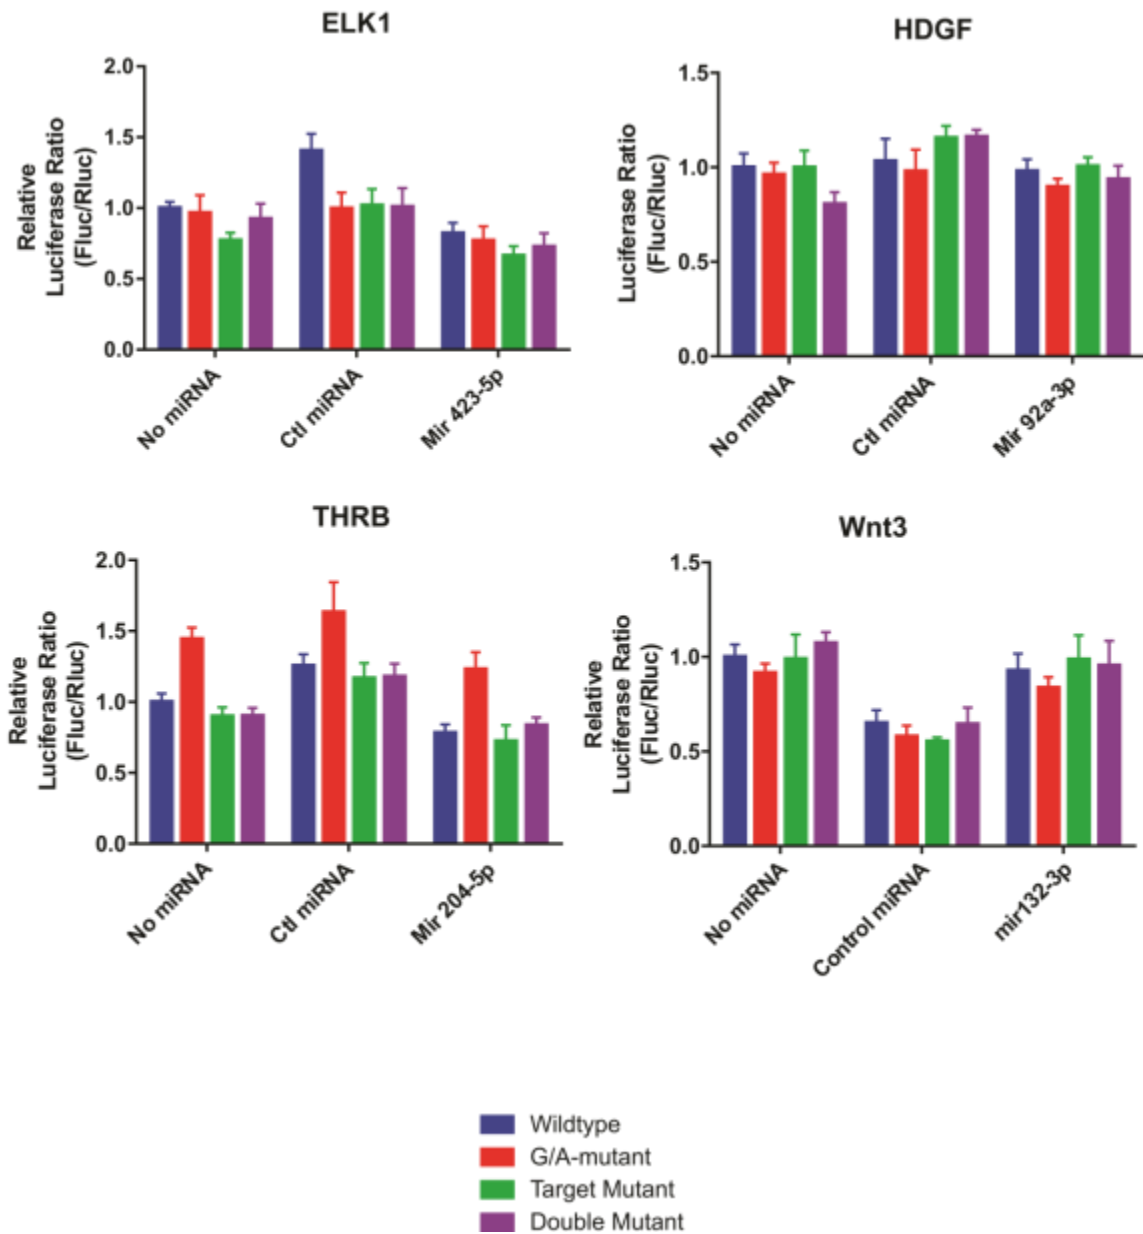 ELK1
Relative
Luciferase Ratio
(Fluc/Rluc)
2.0
1.5
1.0
0.5
0.0
No miRNA
Ctl miRNA
Mir 423-5p
HDGF
Luciferase Ratio
(Fluc/Rluc)
1.5
1.0
0.5
0.0
No miRNA
Ctl miRNA
Mir 92a-3p
THRB
Relative
Luciferase Ratio
(Fluc/Rluc)
2.0
1.5
1.0
0.5
0.0
No miRNA
Ctl miRNA
Mir 204-5p
Wnt3
Relative
Luciferase Ratio
(Fluc/Rluc)
1.5
1.0
0.5
0.0
No miRNA
Control miRNA
mir132-3p
Wildtype
G/A-mutant
Target Mutant
Double Mutant